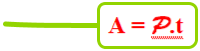 A = 𝓟.t